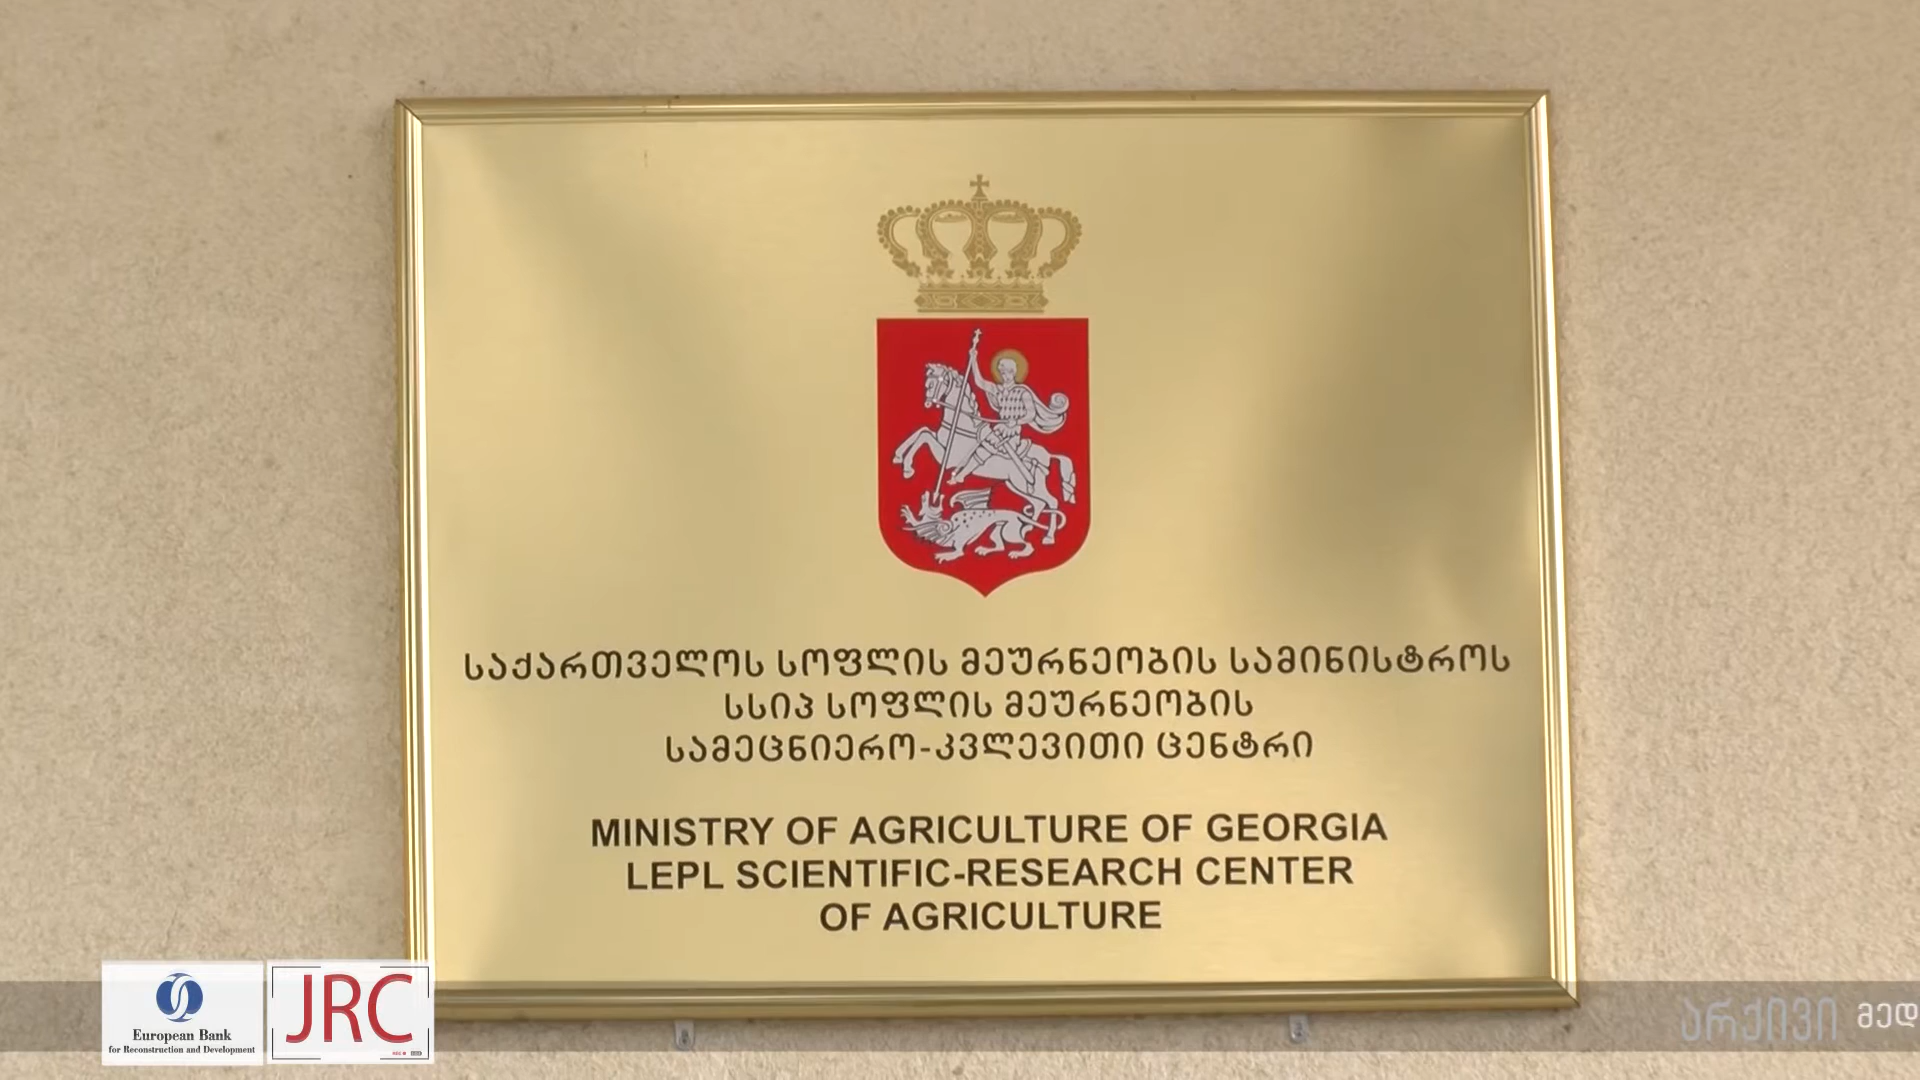 საქართველოს სოფლის მეურნეობის სამინისტროს
სსიპ სოფლის მეურნეობის
სამეცნიერო-კვლევითი ცენტრი
MINISTRY OF AGRICULTURE OF GEORGIA
LEPL SCIENTIFIC-RESEARCH CENTER
OF AGRICULTURE
European Bank
for Reconstruction and Development
JRC
არქივი მედ